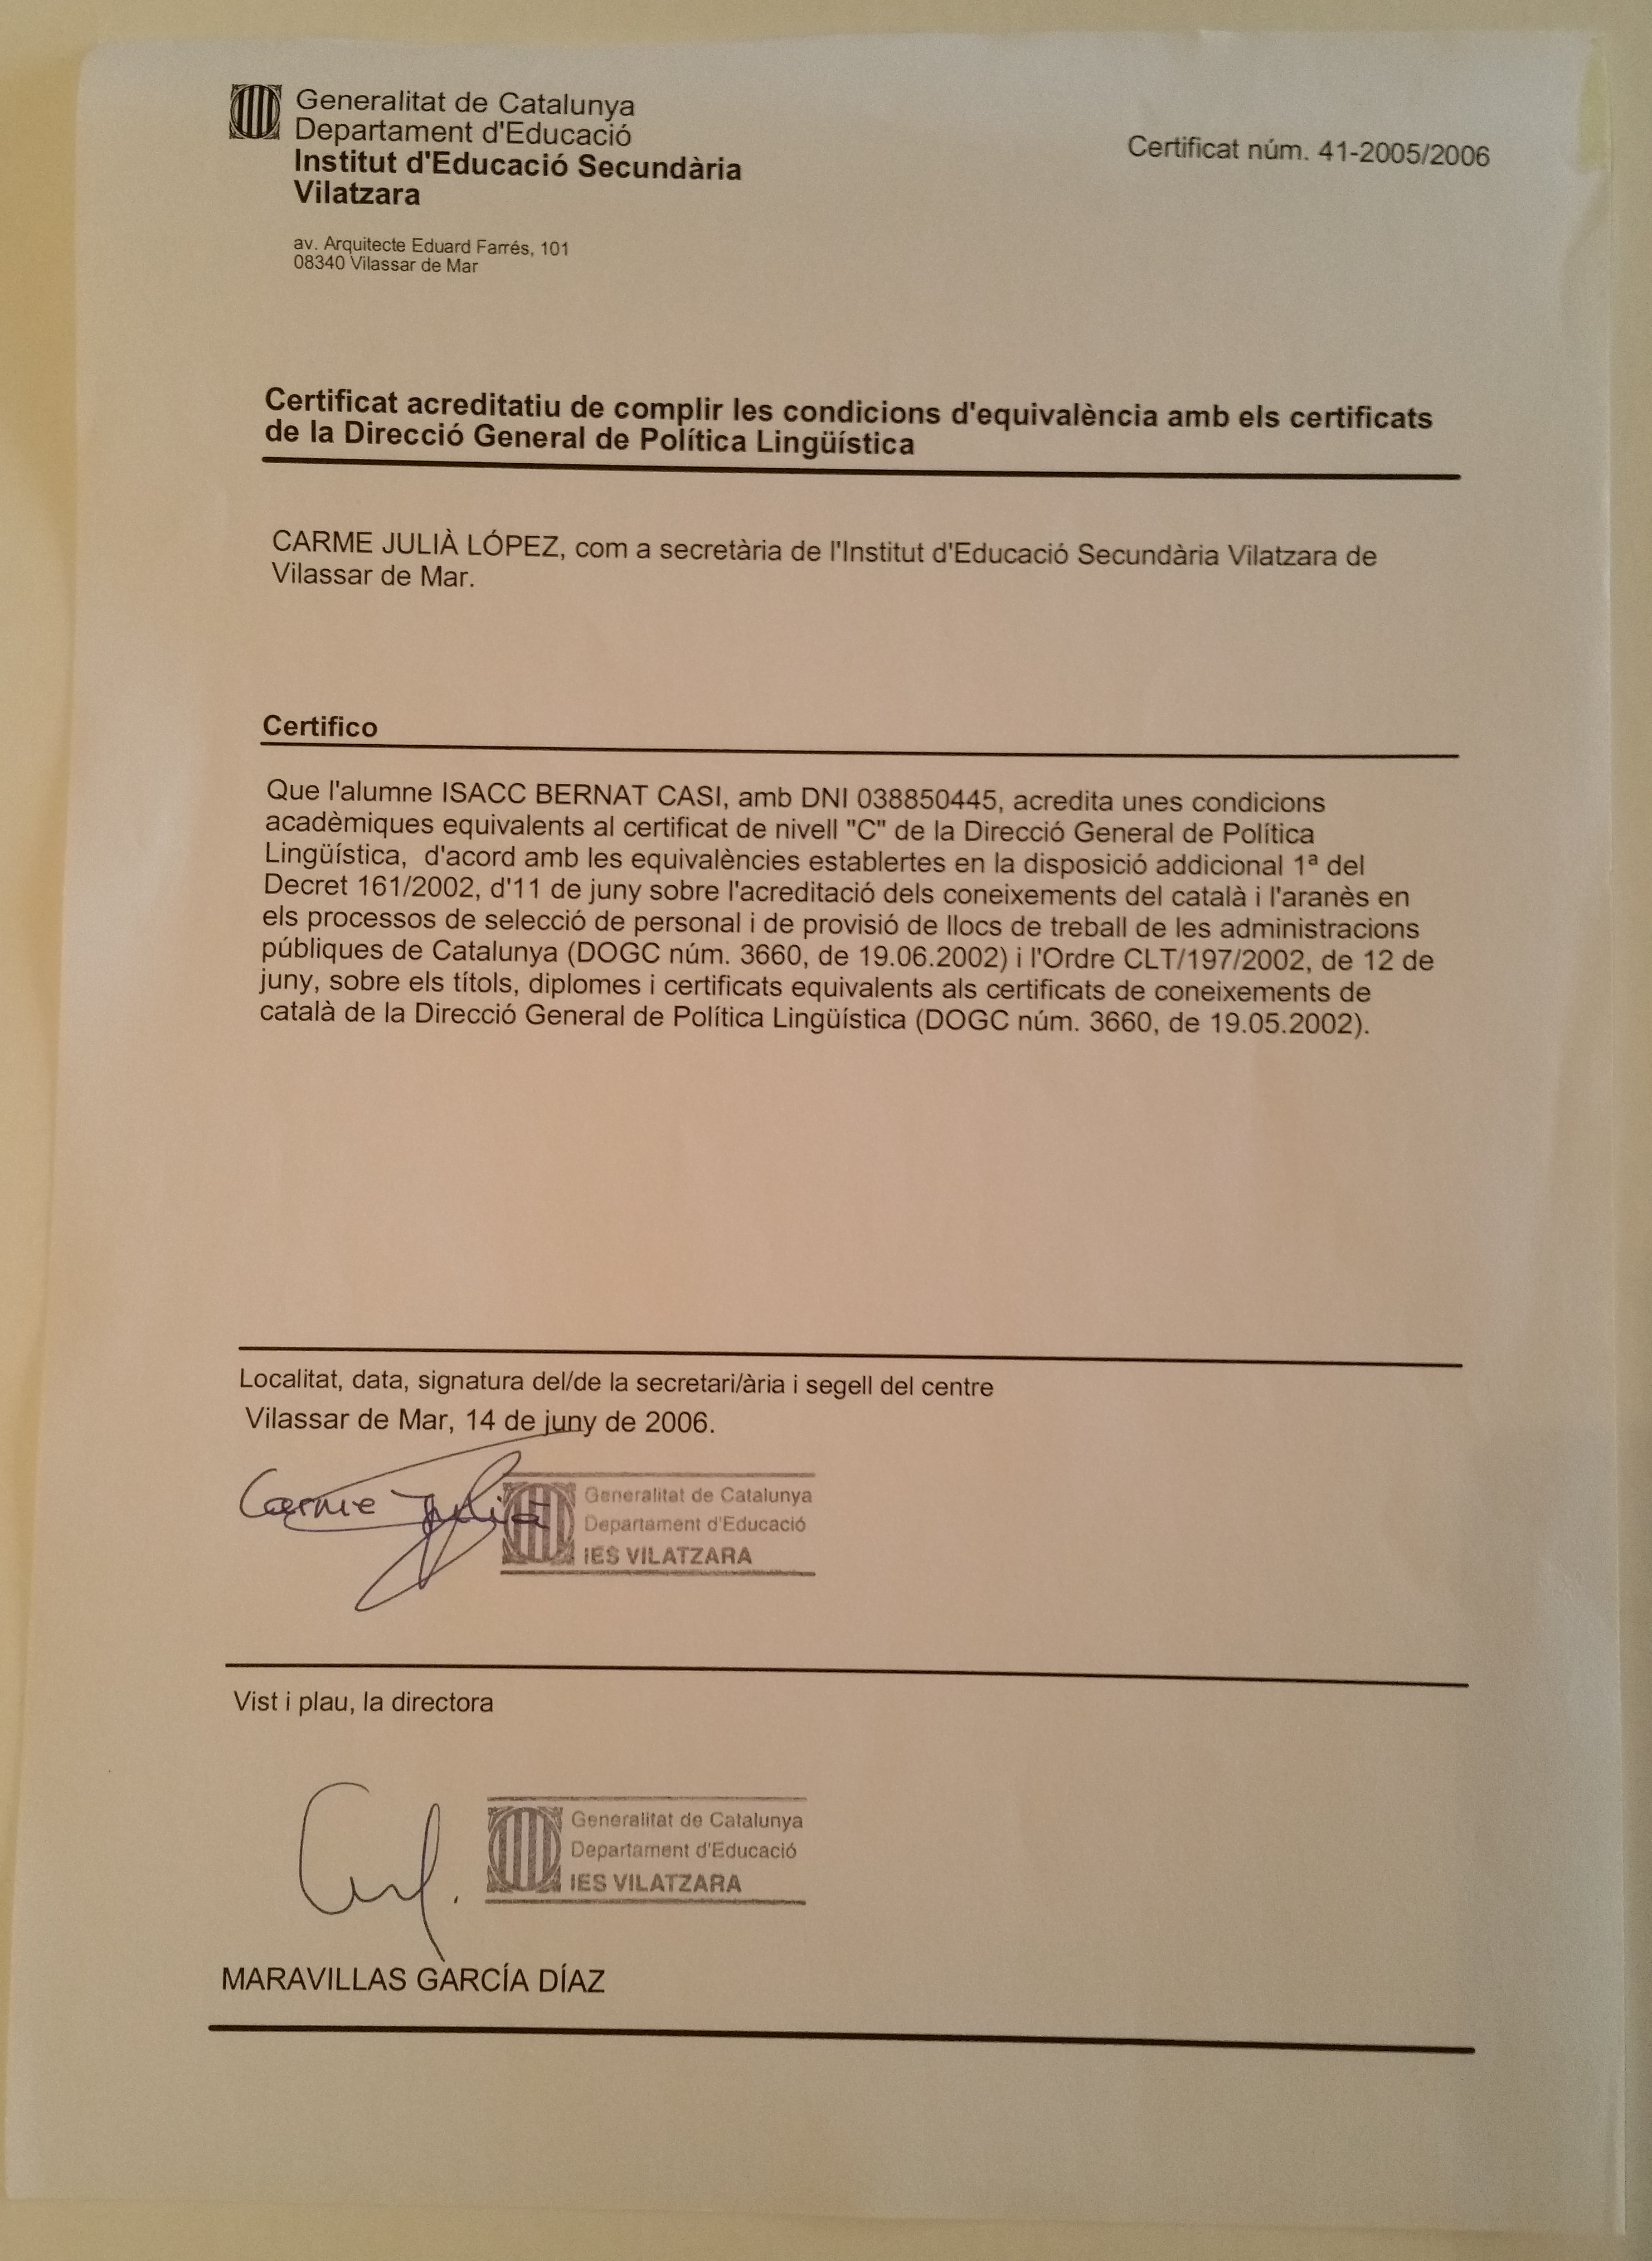 Generalitat de Catalunya
Departament d'Educació
Institut d'Educació Secundària
Vilatzara
Certificat núm. 41-2005/2006
av. Arquitecte Eduard Farrés, 101
08340 Vilassar de Mar
Certificat acreditatiu de complir les condicions d'equivalència amb els certificats
de la Direcció General de Política Lingüística
CARME JULIÀ LÓPEZ, com a secretària de l'Institut d'Educació Secundària Vilatzara de
Vilassar de Mar.
Certifico
Que l'alumne ISACC BERNAT CASI, amb DNI 038850445, acredita unes condicions
acadèmiques equivalents al certificat de nivell "C" de la Direcció General de Política
Lingüística, d'acord amb les equivalències establertes en la disposició addicional 1ª del
Decret 161/2002, d'11 de juny sobre l'acreditació dels coneixements del català i l'aranès en
els processos de selecció de personal i de provisió de llocs de treball de les administracions
públiques de Catalunya (DOGC núm. 3660, de 19.06.2002) i l'Ordre CLT/197/2002, de 12 de
juny, sobre els títols, diplomes i certificats equivalents als certificats de coneixements de
català de la Direcció General de Política Lingüística (DOGC núm. 3660, de 19.05.2002).
Localitat, data, signatura del/de la secretari/ària i segell del centre
Vilassar de Mar, 14 de juny de 2006.
Carme Julià
Generalitat de Catalunya
Departament d'Educació
IES VILATZARA
Vist i plau, la directora
Generalitat de Catalunya
Departament d'Educació
IES VILATZARA
MARAVILLAS GARCÍA DÍAZ